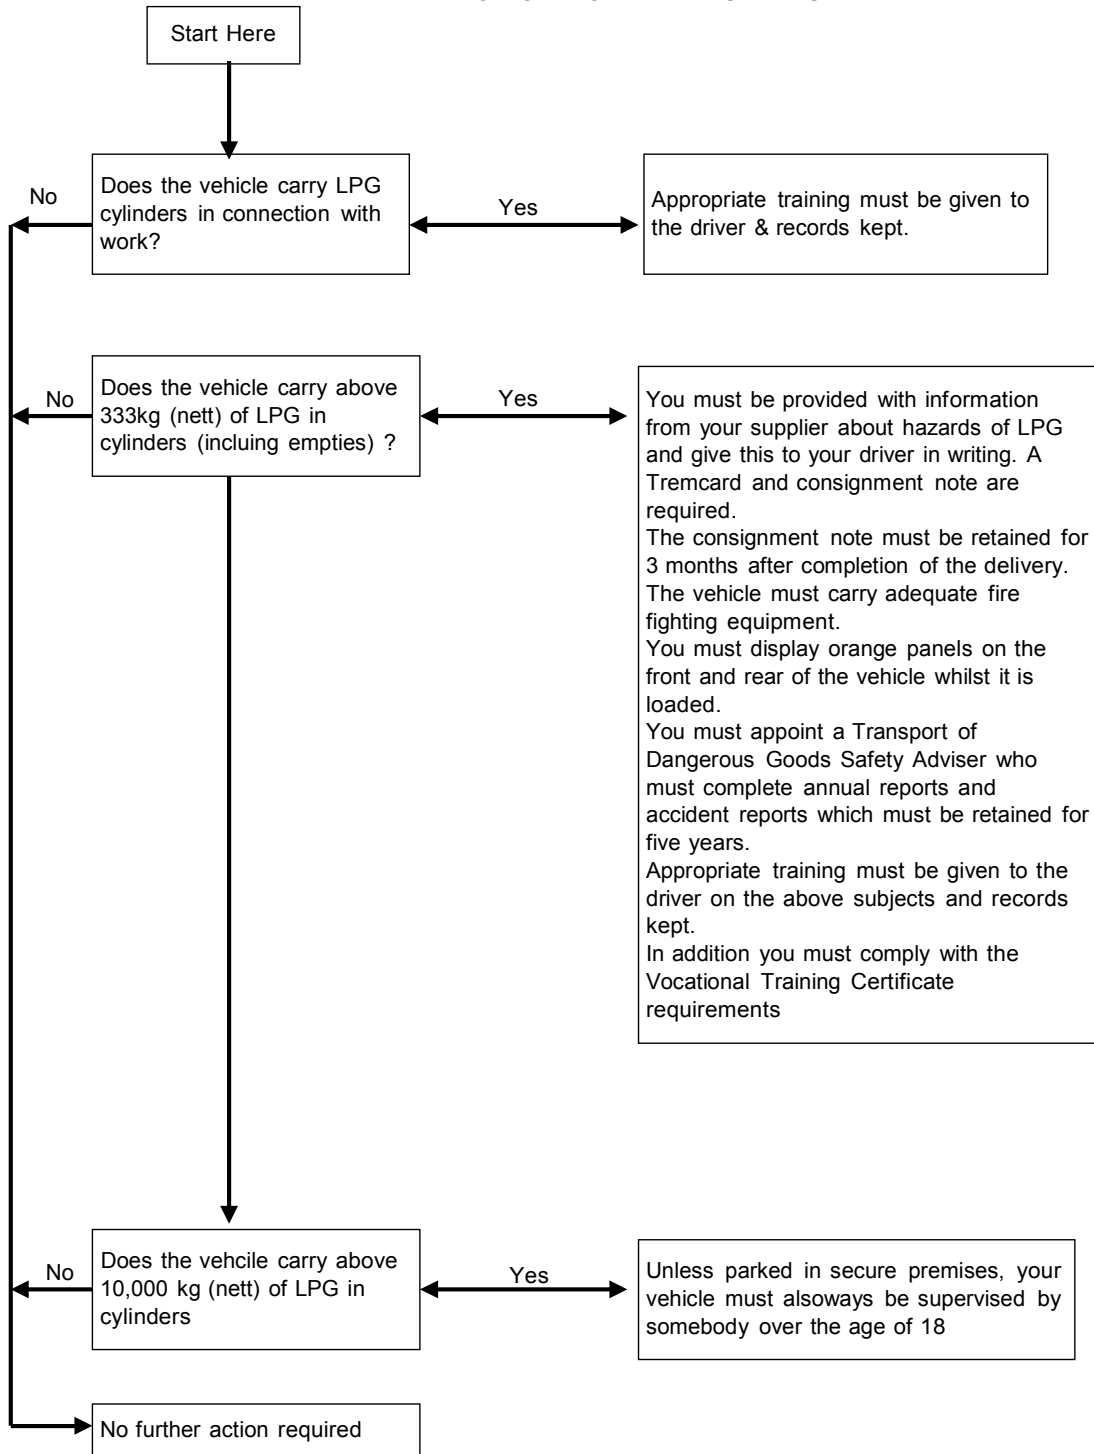 Start Here
No
Does the vehicle carry LPG
cylinders in connection with
work?
Yes
Appropriate training must be given to
the driver & records kept.
No
Does the vehicle carry above
333kg (nett) of LPG in
cylinders (incluing empties) ?
Yes
You must be provided with information
from your supplier about hazards of LPG
and give this to your driver in writing. A
Tremcard and consignment note are
required.
The consignment note must be retained for
3 months after completion of the delivery.
The vehicle must carry adequate fire
fighting equipment.
You must display orange panels on the
front and rear of the vehicle whilst it is
loaded.
You must appoint a Transport of
Dangerous Goods Safety Adviser who
must complete annual reports and
accident reports which must be retained for
five years.
Appropriate training must be given to the
driver on the above subjects and records
kept.
In addition you must comply with the
Vocational Training Certificate
requirements
No
Does the vehcile carry above
10,000 kg (nett) of LPG in
cylinders
Yes
Unless parked in secure premises, your
vehicle must alsoways be supervised by
somebody over the age of 18
No further action required